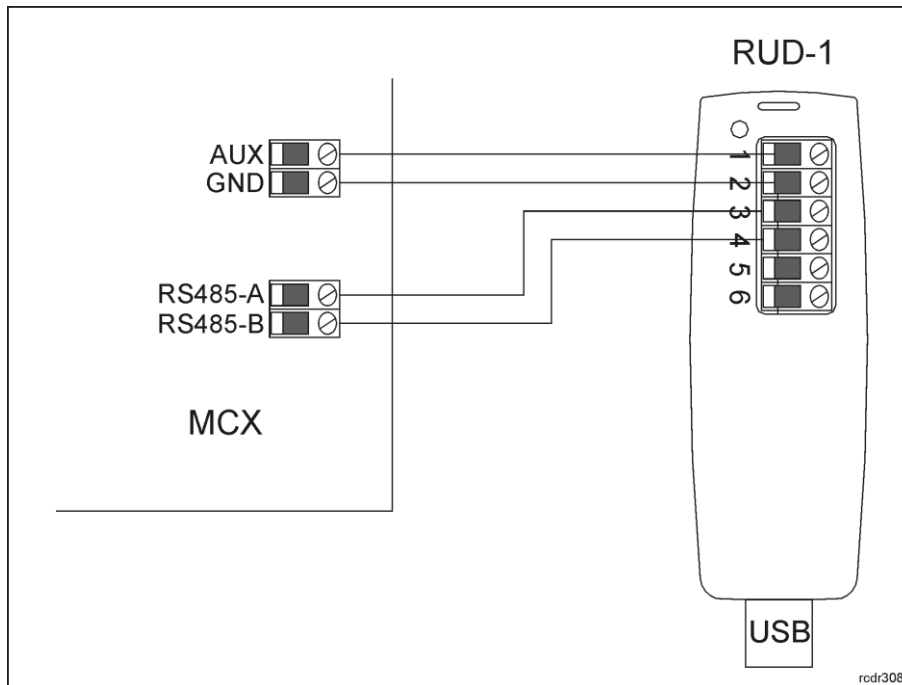 RUD-1
AUX
GND
1
2
3
4
5
6
RS485-A
RS485-B
MCX
USB
rcdr308